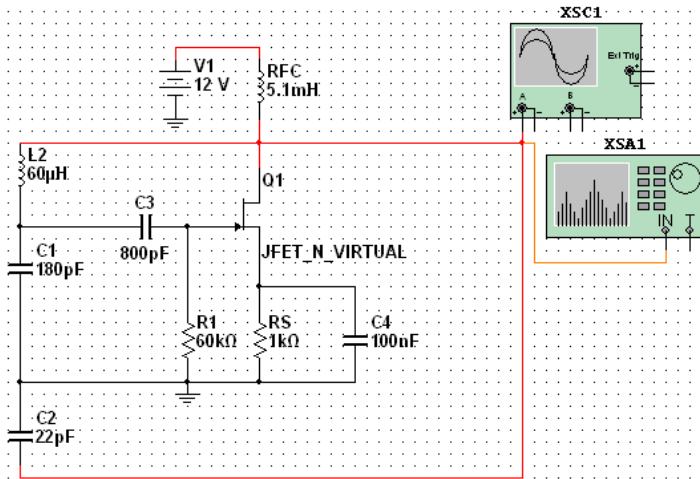 XSC1
Ext Trig
+
-
A
B
+ - + -
V1
12 V
RFC
5.1mH
XSA1
IN T
L2
60µH
Q1
C3
800pF
JFET_N_VIRTUAL
C1
180pF
R1
60kΩ
RS
1kΩ
C4
100nF
C2
22pF